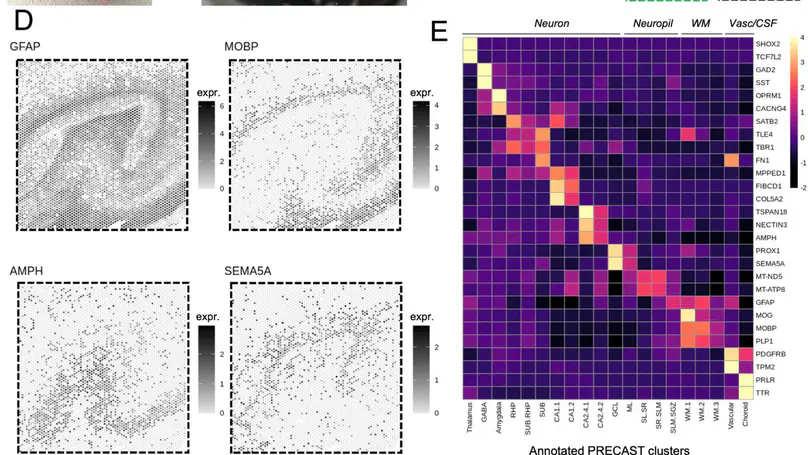 D
GFAP
expr.
6
4
2
0
MOBP
expr.
4
3
2
1
0
AMPH
expr.
2
1
0
SEMA5A
expr.
2
1
0
E
Neuron
Neuropil
WM
Vasc/CSF
SHOX2
TCF7L2
GAD2
SST
OPRM1
CACNG4
SATB2
TLE4
TBR1
FN1
MPPED1
FIBCD1
COL5A2
TSPAN18
NECTIN3
AMPH
PROX1
SEMA5A
MT-ND5
MT-ATP8
GFAP
MOG
MOBP
PLP1
PDGFRB
TPM2
PRLR
TTR
4
3
2
1
0
-1
-2
Thalamus
GABA
Amygdala
RHP
SUB.RHP
SUB
CA1.1
CA1.2
CA2.4.1
CA2.4.2
GCL
ML
SL.SR
SR.SLM
SLM.SGZ
WM.1
WM.2
WM.3
Vascular
Choroid
Annotated PRECAST clusters